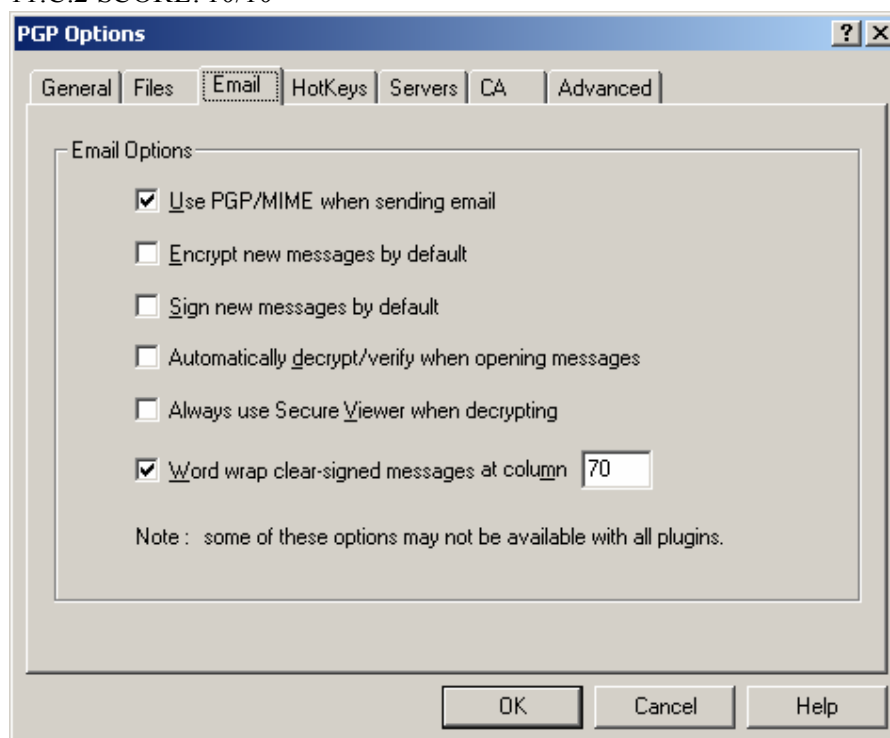 PGP Options
General Files Email HotKeys Servers CA Advanced
Email Options
Use PGP/MIME when sending email
Encrypt new messages by default
Sign new messages by default
Automatically decrypt/verify when opening messages
Always use Secure Viewer when decrypting
Word wrap clear-signed messages at column 70
Note : some of these options may not be available with all plugins.
OK Cancel Help